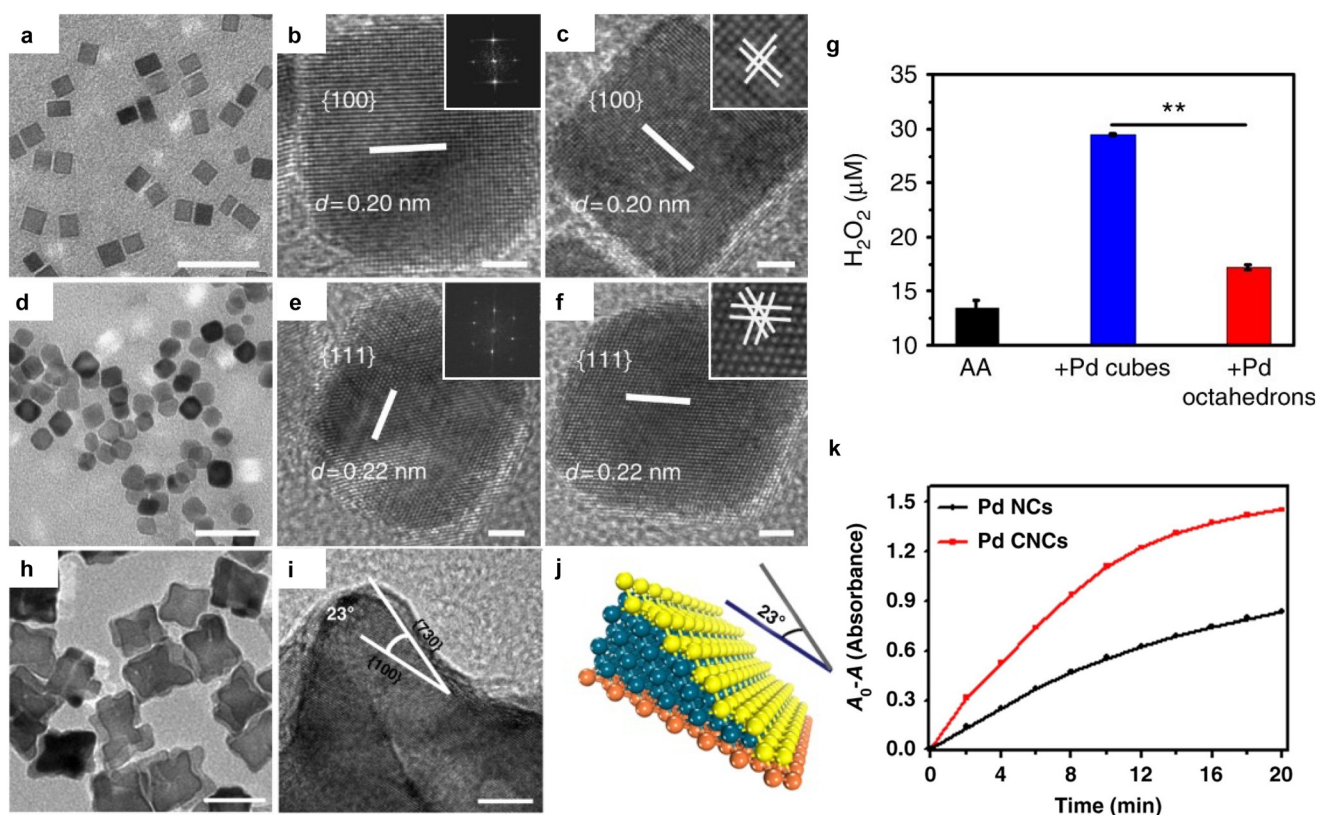 a
b
{100}
d = 0.20 nm
c
{100}
d = 0.20 nm
d
e
{111}
d = 0.22 nm
f
{111}
d = 0.22 nm
g
35
30
25
20
15
10
H₂O₂ (μM)
**
AA
+Pd cubes
+Pd
octahedrons
h
i
23°
{730}
{100}
j
23°
k
1.5
1.2
0.9
0.6
0.3
0.0
A₀-A (Absorbance)
Pd NCs
Pd CNCs
0 4 8 12 16 20
Time (min)